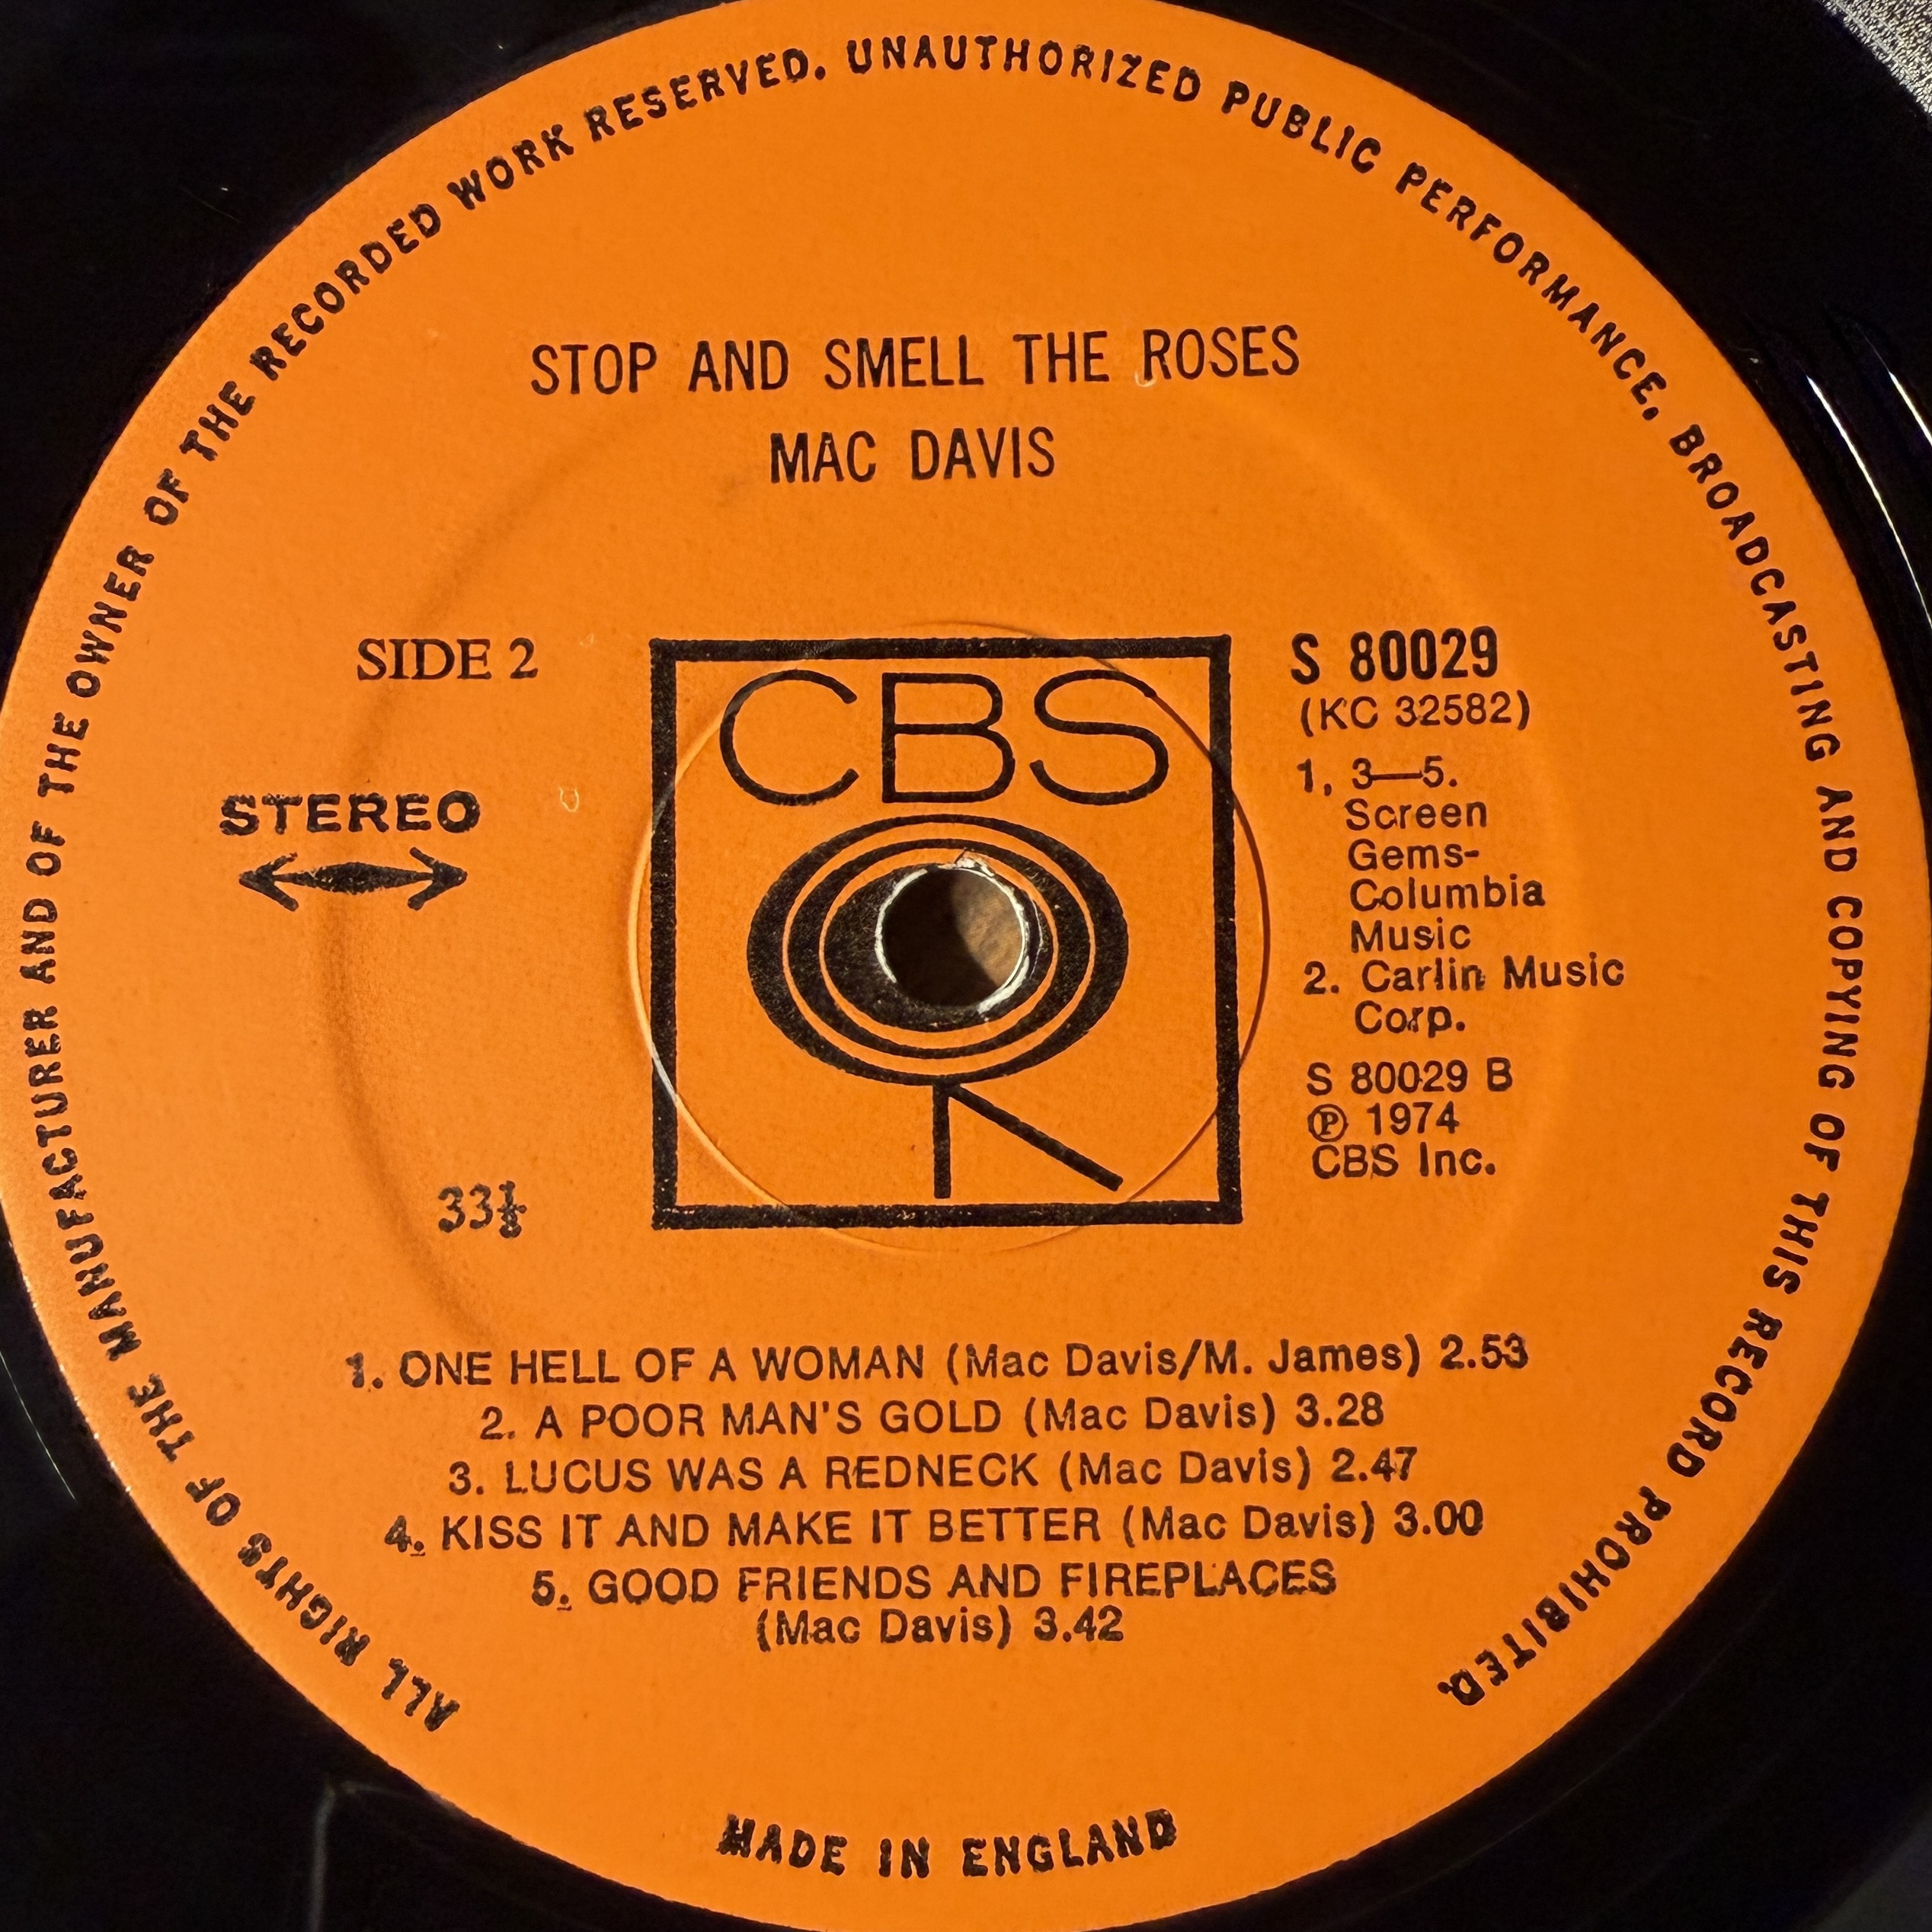 ALL RIGHTS OF THE MANUFACTURER AND OF THE OWNER OF THE RECORDED WORK RESERVED. UNAUTHORIZED PUBLIC PERFORMANCE, BROADCASTING AND COPYING OF THIS RECORD PROHIBITED.
STOP AND SMELL THE ROSES
MAC DAVIS
SIDE 2
STEREO
33⅓
CBS
S 80029
(KC 32582)
1, 3—5.
Screen
Gems-
Columbia
Music
2. Carlin Music
Corp.
S 80029 B
℗ 1974
CBS Inc.
1. ONE HELL OF A WOMAN (Mac Davis/M. James) 2.53
2. A POOR MAN'S GOLD (Mac Davis) 3.28
3. LUCUS WAS A REDNECK (Mac Davis) 2.47
4. KISS IT AND MAKE IT BETTER (Mac Davis) 3.00
5. GOOD FRIENDS AND FIREPLACES
(Mac Davis) 3.42
MADE IN ENGLAND